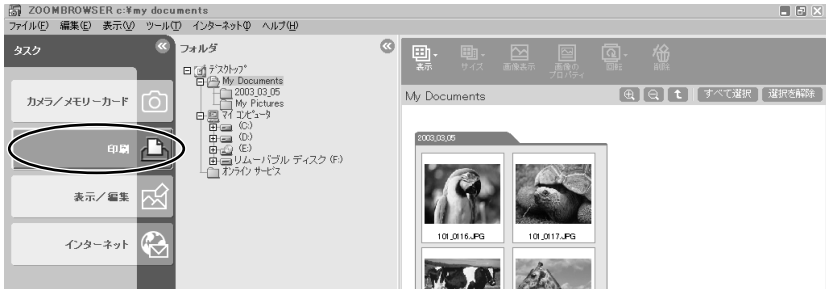 ZOOMBROWSER c:¥my documents
ファイル(F) 編集(E) 表示(V) ツール(T) インターネット(I) ヘルプ(H)
タスク
カメラ/メモリーカード
印刷
表示/編集
インターネット
フォルダ
デスクトップ
My Documents
2003_03_05
My Pictures
マイ コンピュータ
(C:)
(D:)
(E:)
リムーバブル ディスク (F:)
オンライン サービス
表示 サイズ 画像表示 画像の プロパティ 回転 削除
My Documents すべて選択 選択を解除
2003_03_05
101_0116.JPG 101_0117.JPG